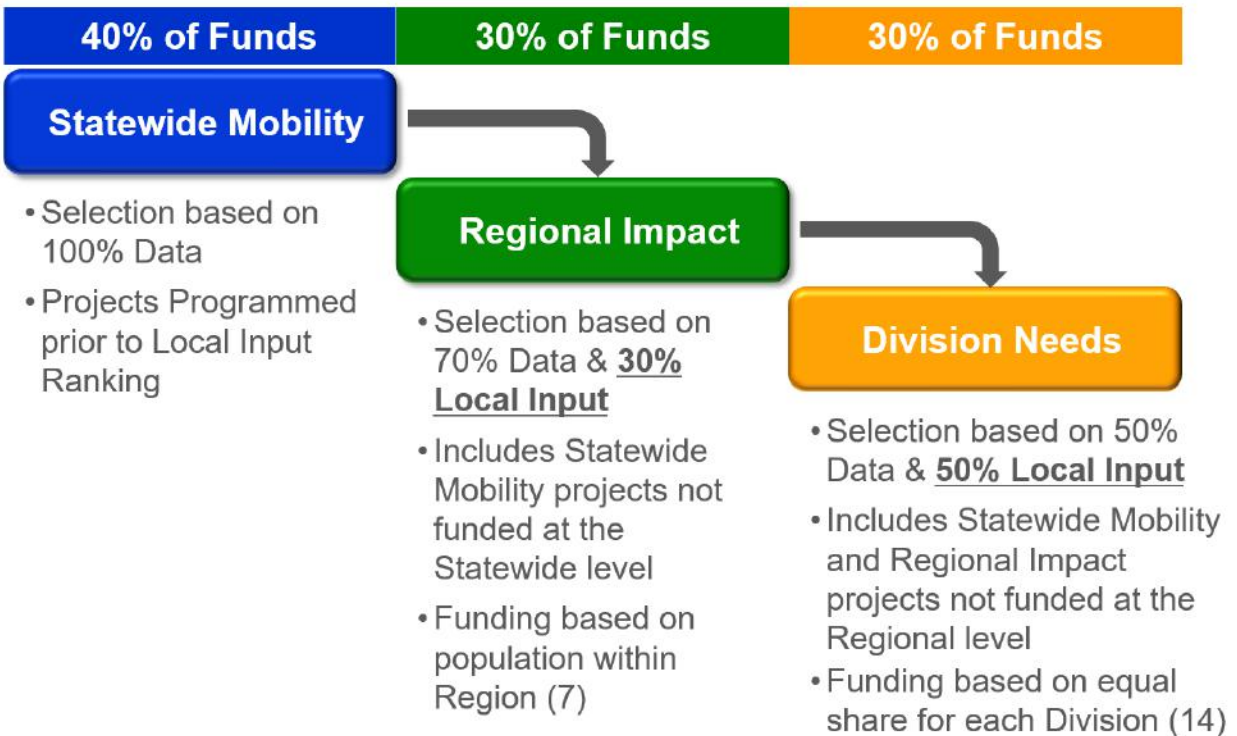 40% of Funds
30% of Funds
30% of Funds
Statewide Mobility
• Selection based on
100% Data
• Projects Programmed
prior to Local Input
Ranking
Regional Impact
• Selection based on
70% Data & 30%
Local Input
• Includes Statewide
Mobility projects not
funded at the
Statewide level
• Funding based on
population within
Region (7)
Division Needs
• Selection based on 50%
Data & 50% Local Input
• Includes Statewide Mobility
and Regional Impact
projects not funded at the
Regional level
• Funding based on equal
share for each Division (14)